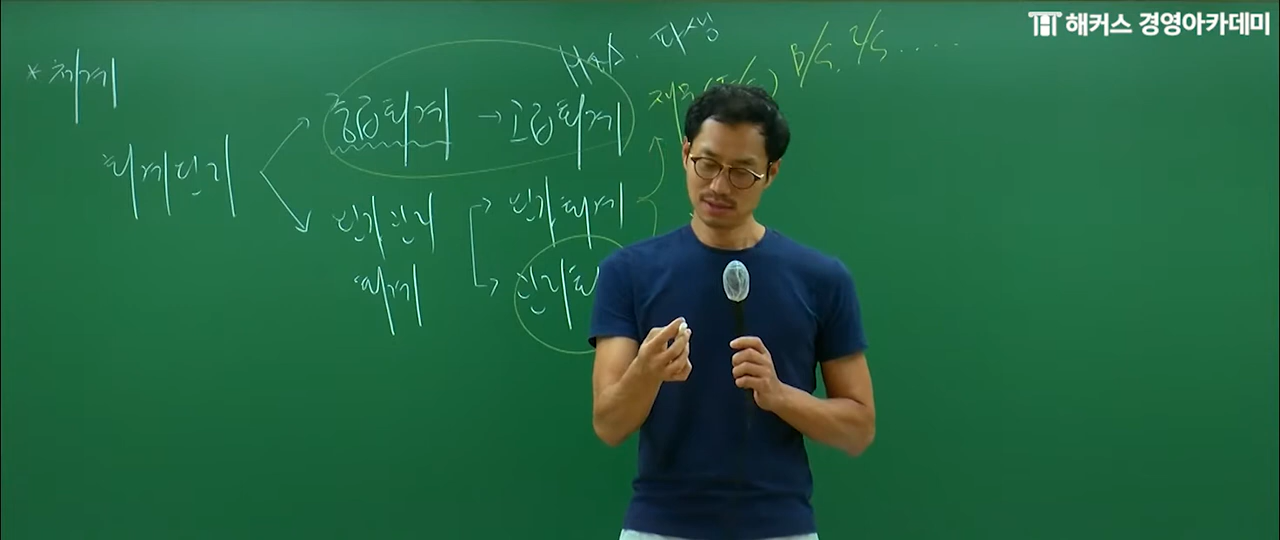 해커스 경영아카데미
M&A. 파생
B/S, I/S .....
* 체계
중급회계 → 고급회계
재무(F/S)
회계원리
원가관리
회계
원가회계
관리회